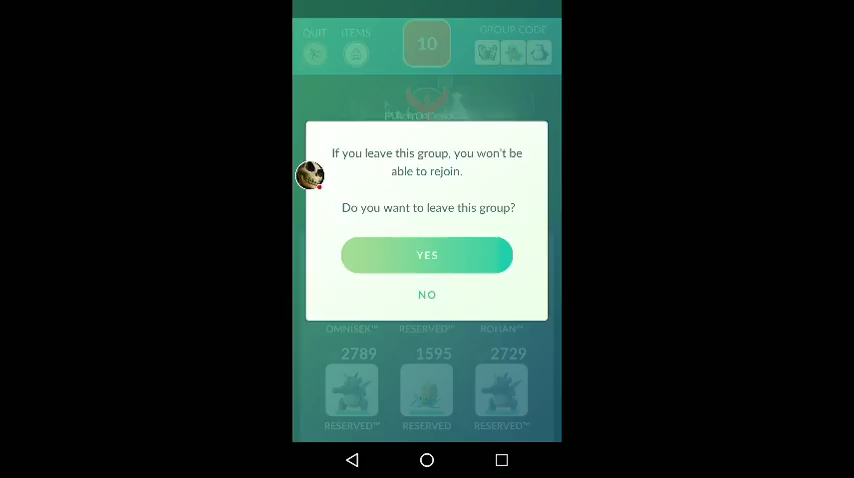 QUIT ITEMS 10 GROUP CODE
If you leave this group, you won't be
able to rejoin.
Do you want to leave this group?
YES
NO
OMNISEK™ RESERVED™ ROHAN™
2789 1595 2729
RESERVED™ RESERVED RESERVED™